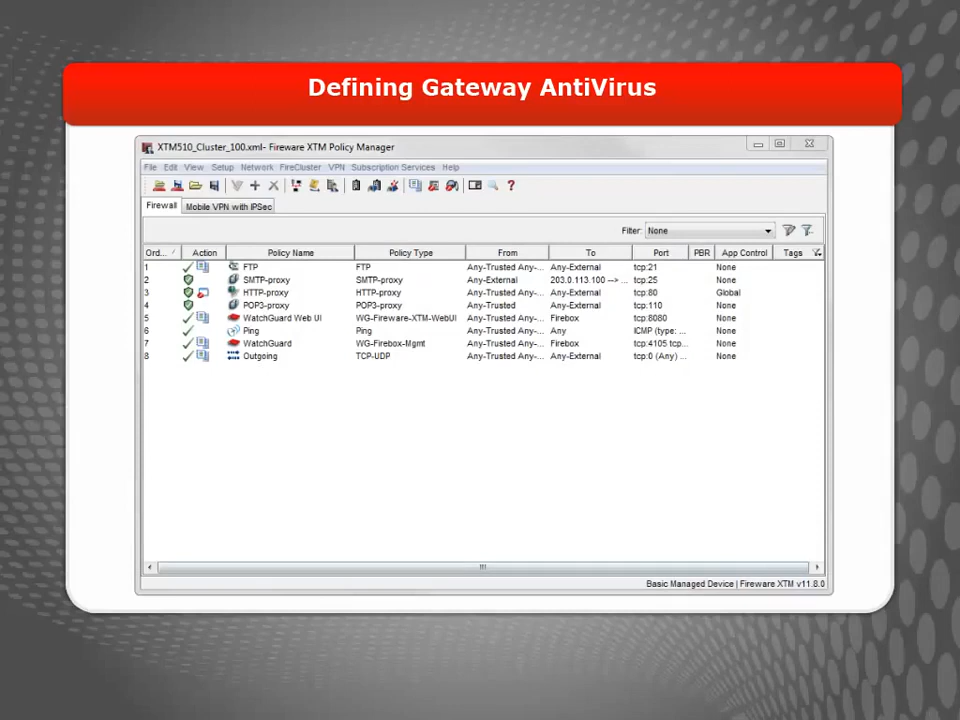 Defining Gateway AntiVirus
XTM510_Cluster_100.xml- Fireware XTM Policy Manager
File Edit View Setup Network FireCluster VPN Subscription Services Help
Firewall Mobile VPN with IPSec
Filter: None
Ord... Action Policy Name Policy Type From To Port PBR App Control Tags
1 FTP FTP Any-Trusted Any-... Any-External tcp:21 None
2 SMTP-proxy SMTP-proxy Any-External 203.0.113.100 -->... tcp:25 None
3 HTTP-proxy HTTP-proxy Any-Trusted Any-... Any-External tcp:80 Global
4 POP3-proxy POP3-proxy Any-Trusted Any-External tcp:110 None
5 WatchGuard Web UI WG-Fireware-XTM-WebUI Any-Trusted Any-... Firebox tcp:8080 None
6 Ping Ping Any-Trusted Any-... Any ICMP (type: ... None
7 WatchGuard WG-Firebox-Mgmt Any-Trusted Any-... Firebox tcp:4105 tcp... None
8 Outgoing TCP-UDP Any-Trusted Any-... Any-External tcp:0 (Any) ... None
Basic Managed Device | Fireware XTM v11.8.0